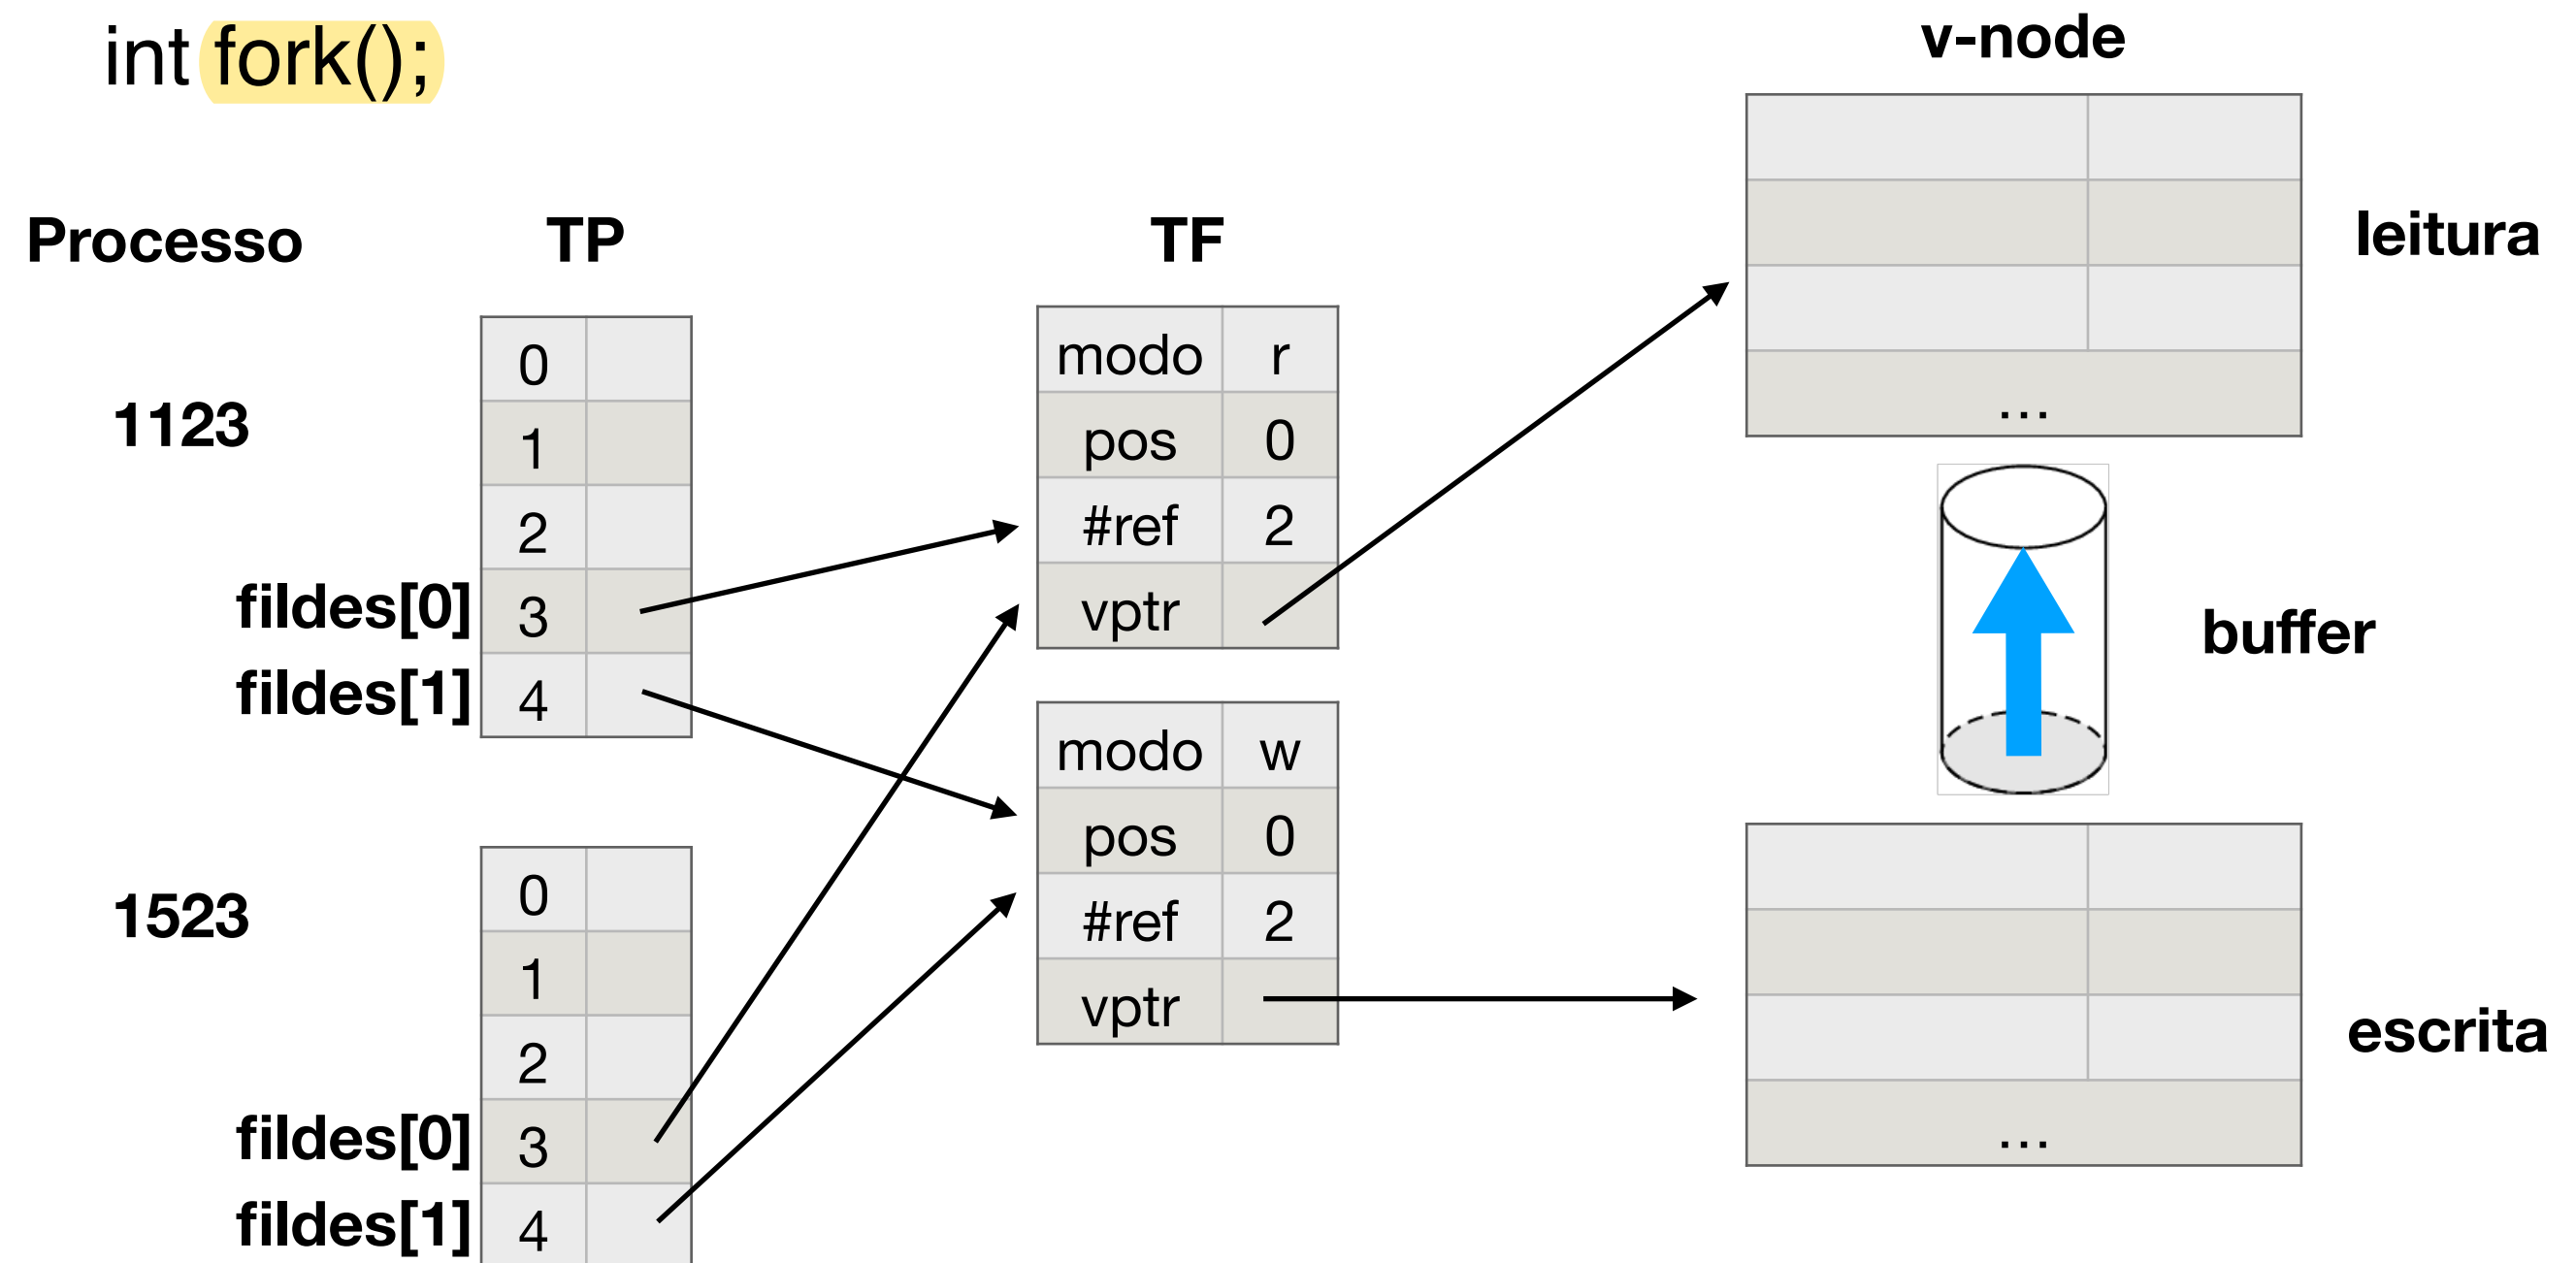 int fork();
v-node
Processo TP TF
leitura
1123
0
1
2
fildes[0] 3
fildes[1] 4
modo r
pos 0
#ref 2
vptr
...
buffer
modo w
pos 0
#ref 2
vptr
1523
0
1
2
fildes[0] 3
fildes[1] 4
escrita
...